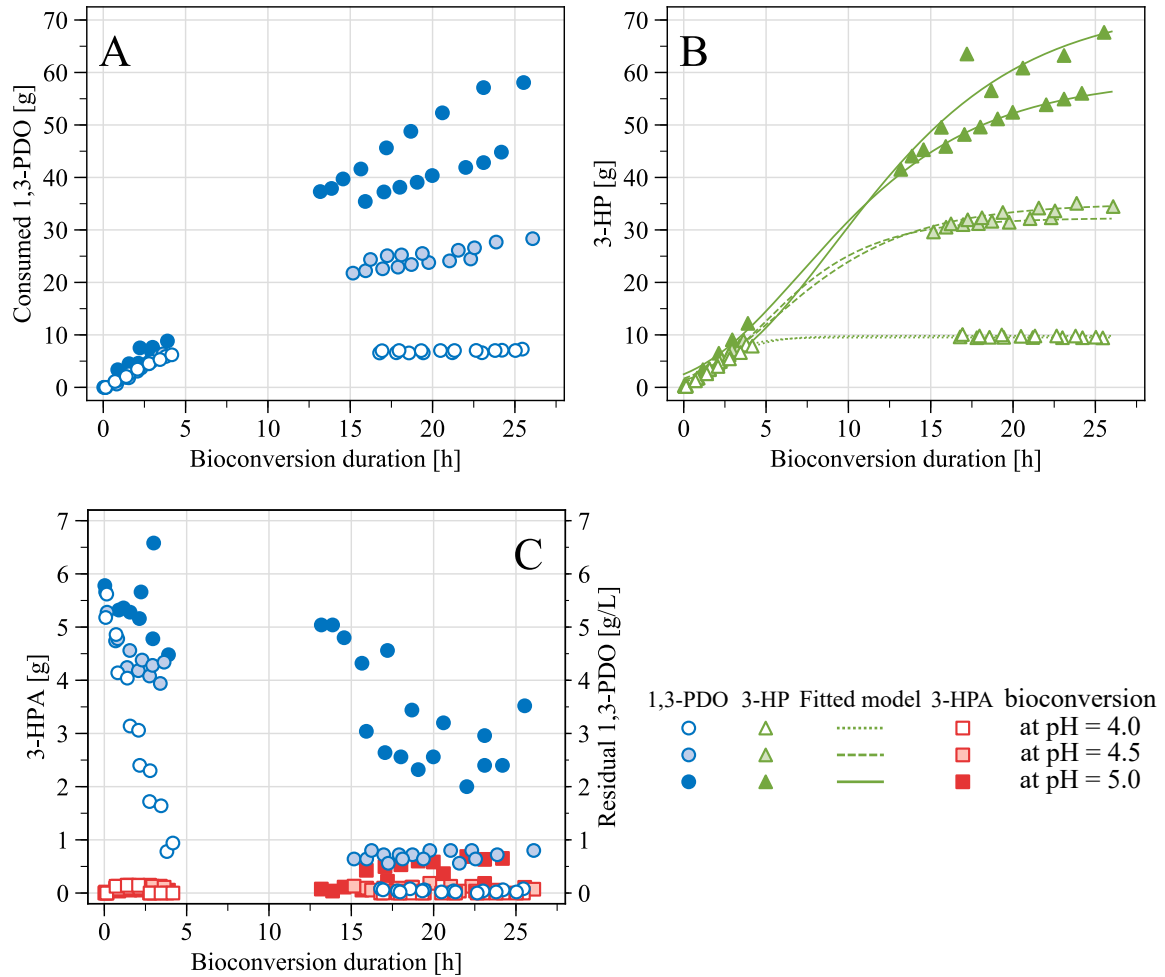 A
B
70
60
50
40
30
20
10
0
Consumed 1,3-PDO [g]
0 5 10 15 20 25
Bioconversion duration [h]
70
60
50
40
30
20
10
0
3-HP [g]
0 5 10 15 20 25
Bioconversion duration [h]
C
7
6
5
4
3
2
1
0
3-HPA [g]
7
6
5
4
3
2
1
0
Residual 1,3-PDO [g/L]
0 5 10 15 20 25
Bioconversion duration [h]
1,3-PDO 3-HP Fitted model 3-HPA bioconversion
at pH = 4.0
at pH = 4.5
at pH = 5.0